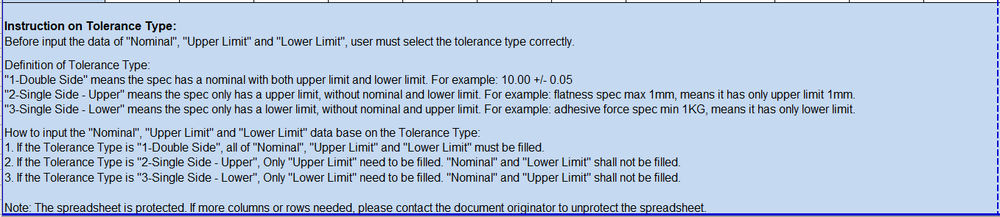 Instruction on Tolerance Type:
Before input the data of "Nominal", "Upper Limit" and "Lower Limit", user must select the tolerance type correctly.
Definition of Tolerance Type:
"1-Double Side" means the spec has a nominal with both upper limit and lower limit. For example: 10.00 +/- 0.05
"2-Single Side - Upper" means the spec only has a upper limit, without nominal and lower limit. For example: flatness spec max 1mm, means it has only upper limit 1mm.
"3-Single Side - Lower" means the spec only has a lower limit, without nominal and upper limit. For example: adhesive force spec min 1KG, means it has only lower limit.
How to input the "Nominal", "Upper Limit" and "Lower Limit" data base on the Tolerance Type:
1. If the Tolerance Type is "1-Double Side", all of "Nominal", "Upper Limit" and "Lower Limit" must be filled.
2. If the Tolerance Type is "2-Single Side - Upper", Only "Upper Limit" need to be filled. "Nominal" and "Lower Limit" shall not be filled.
3. If the Tolerance Type is "3-Single Side - Lower", Only "Lower Limit" need to be filled. "Nominal" and "Upper Limit" shall not be filled.
Note: The spreadsheet is protected. If more columns or rows needed, please contact the document originator to unprotect the spreadsheet.